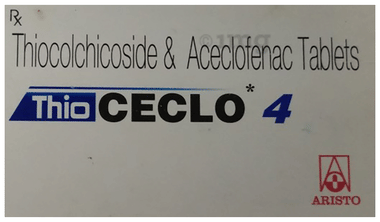 Rx
Thiocolchicoside & Aceclofenac Tablets
Thio CECLO* 4
ARISTO